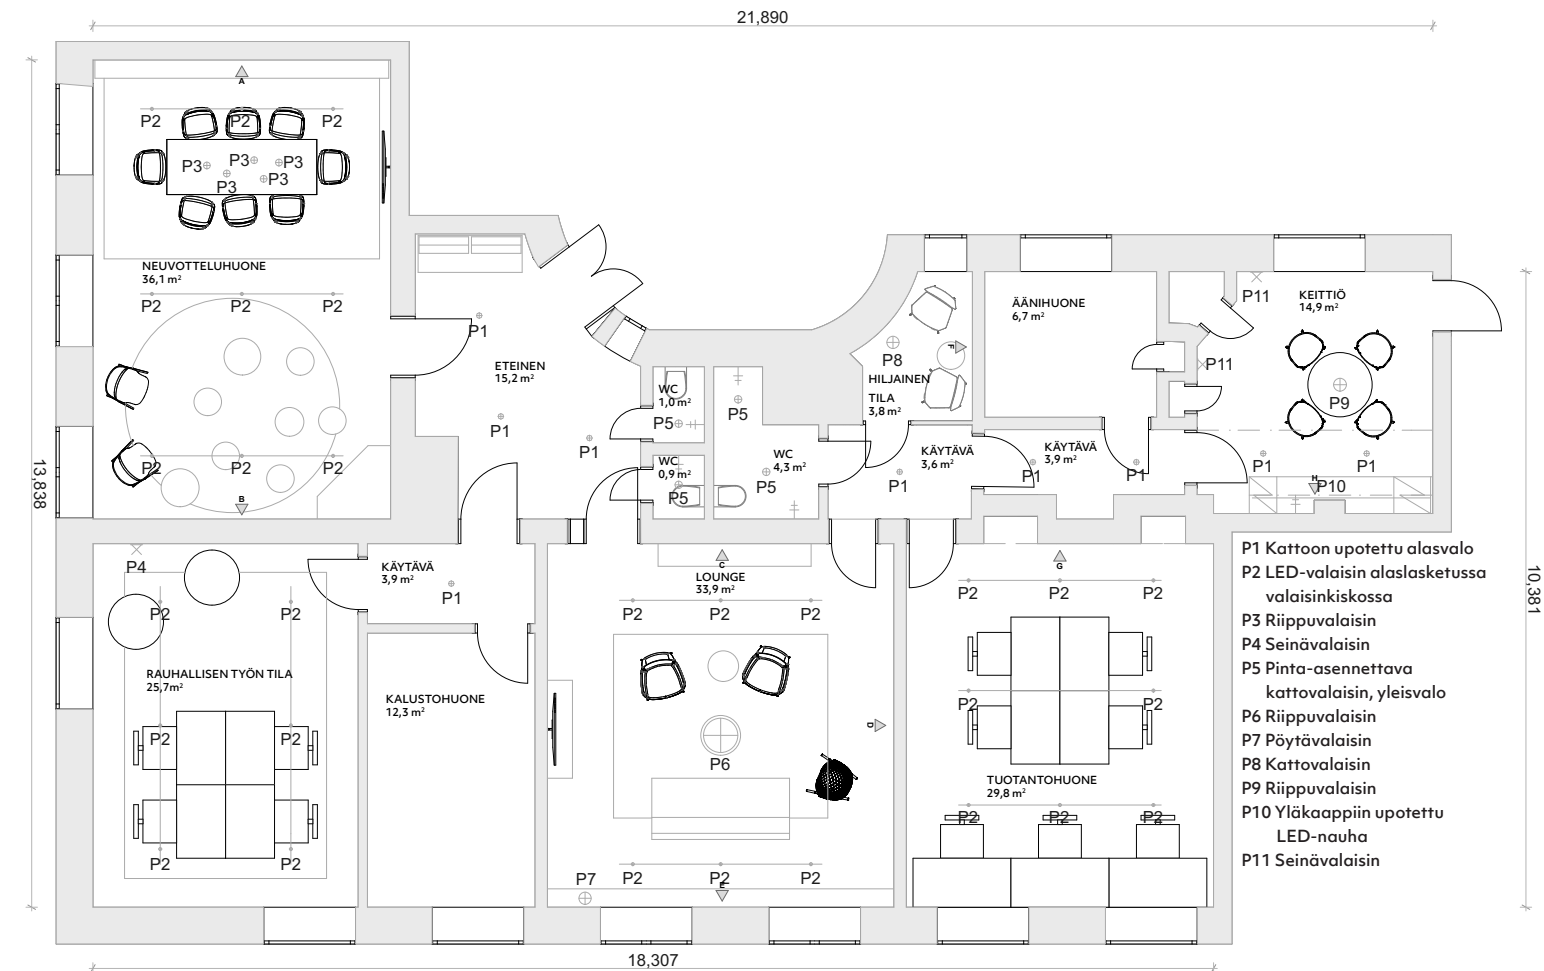 21,890
A
P2 P2 P2
P3 P3 P3
P3 P3
NEUVOTTELUHUONE
36,1 m²
P2 P2 P2
P2 P2 P2
B
13,838
P1
ETEINEN
15,2 m²
P1
P1
WC
1,0 m²
P5
WC
0,9 m²
P5
P5
WC
4,3 m²
P5
P8
F
HILJAINEN
TILA
3,8 m²
KÄYTÄVÄ
3,6 m²
P1
ÄÄNIHUONE
6,7 m²
KÄYTÄVÄ
3,9 m²
P1
P1
P11
KEITTIÖ
14,9 m²
P11
P9
P1 P1
H
P10
10,381
P4
P2 P2
RAUHALLISEN TYÖN TILA
25,7m²
P2 P2
P2 P2
KÄYTÄVÄ
3,9 m²
P1
KALUSTOHUONE
12,3 m²
C
LOUNGE
33,9 m²
P2 P2 P2
D
P6
P7
P2 P2 P2
E
G
P2 P2 P2
P2 P2
TUOTANTOHUONE
29,8 m²
P2 P2 P2
18,307
P1 Kattoon upotettu alasvalo
P2 LED-valaisin alaslasketussa
valaisinkiskossa
P3 Riippuvalaisin
P4 Seinävalaisin
P5 Pinta-asennettava
kattovalaisin, yleisvalo
P6 Riippuvalaisin
P7 Pöytävalaisin
P8 Kattovalaisin
P9 Riippuvalaisin
P10 Yläkaappiin upotettu
LED-nauha
P11 Seinävalaisin